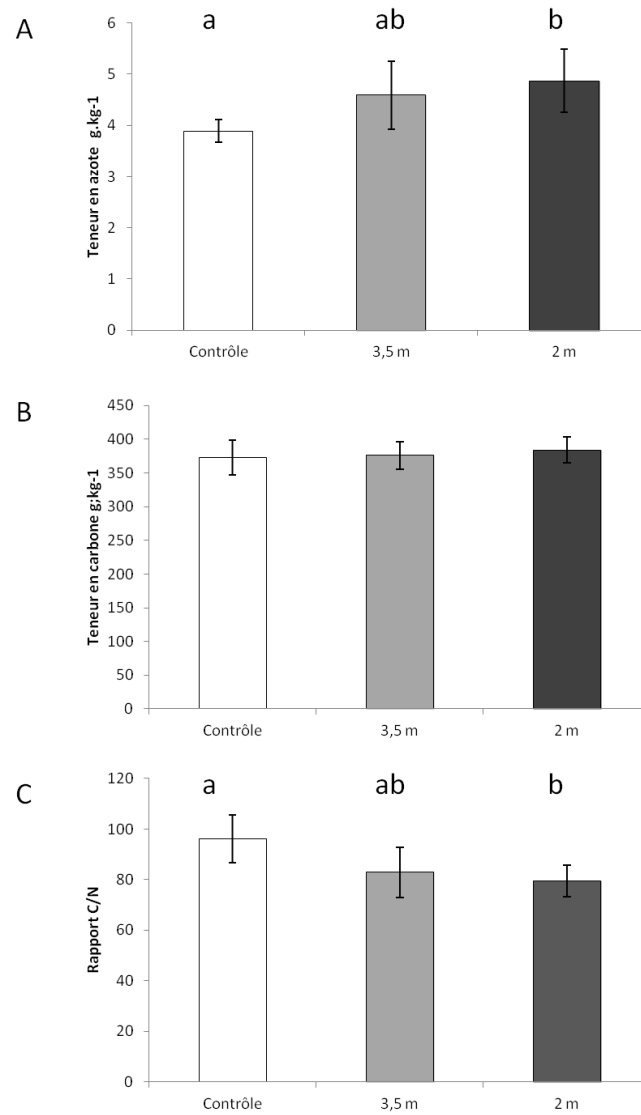 A
a ab b
6
5
4
3
2
1
0
Teneur en azote g.kg-1
Contrôle 3,5 m 2 m
B
450
400
350
300
250
200
150
100
50
0
Teneur en carbone g;kg-1
Contrôle 3,5 m 2 m
C
a ab b
120
100
80
60
40
20
0
Rapport C/N
Contrôle 3,5 m 2 m